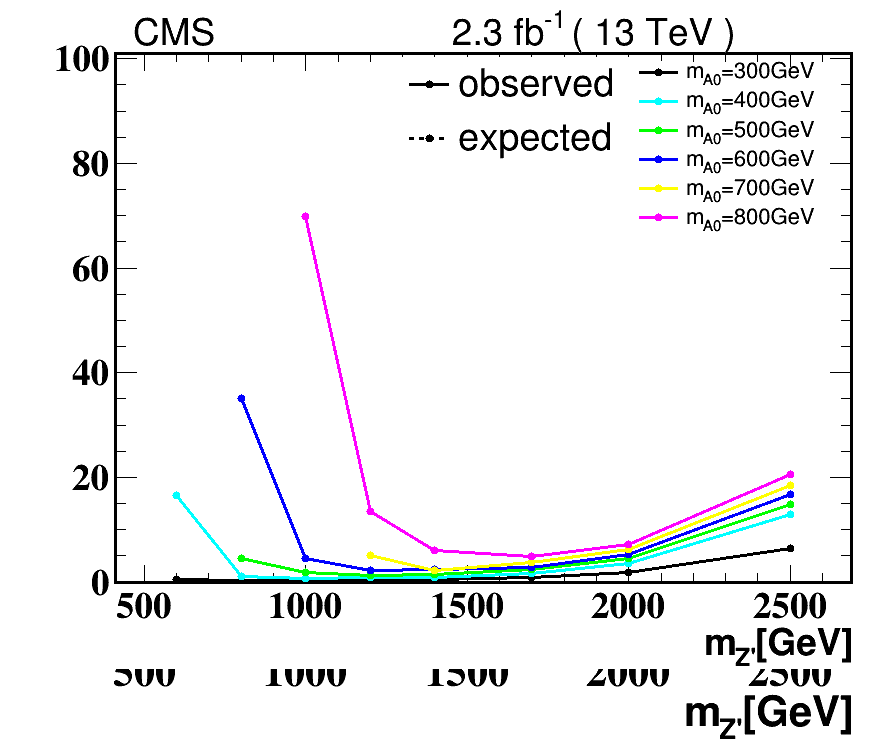 CMS 2.3 fb⁻¹ ( 13 TeV )
observed
expected
m_A0=300GeV
m_A0=400GeV
m_A0=500GeV
m_A0=600GeV
m_A0=700GeV
m_A0=800GeV
100
80
60
40
20
0
500 1000 1500 2000 2500
m_Z'[GeV]
500 1000 1500 2000 2500
m_Z'[GeV]